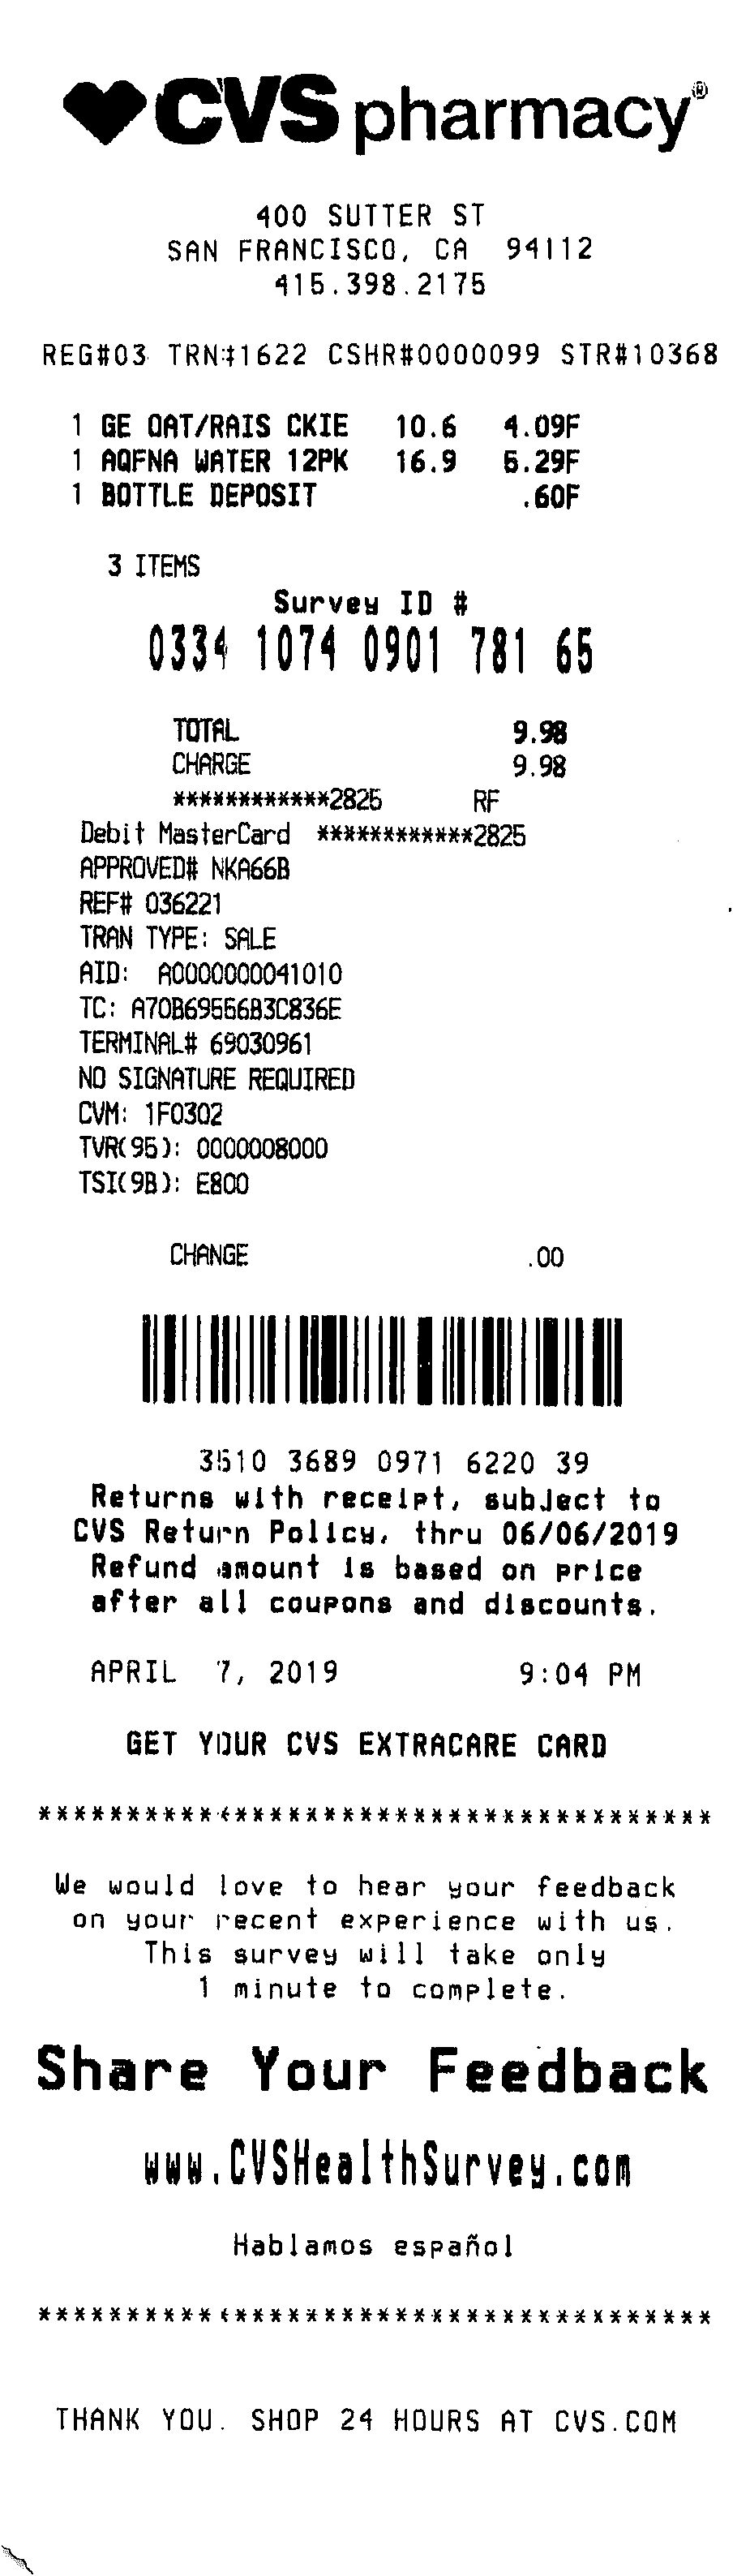 CVS pharmacy®
400 SUTTER ST
SAN FRANCISCO, CA 94112
415.398.2175
REG#03 TRN#1622 CSHR#0000099 STR#10368
1 GE OAT/RAIS CKIE 10.6 4.09F
1 AQFNA WATER 12PK 16.9 5.29F
1 BOTTLE DEPOSIT .60F
3 ITEMS
Survey ID #
0334 1074 0901 781 65
TOTAL 9.98
CHARGE 9.98
************2825 RF
Debit MasterCard ************2825
APPROVED# NKA66B
REF# 036221
TRAN TYPE: SALE
AID: A0000000041010
TC: A70B69556B3C836E
TERMINAL# 69030961
NO SIGNATURE REQUIRED
CVM: 1F0302
TVR(95): 0000008000
TSI(9B): E800
CHANGE .00
3510 3689 0971 6220 39
Returns with receipt, subject to
CVS Return Policy, thru 06/06/2019
Refund amount is based on price
after all coupons and discounts.
APRIL 7, 2019 9:04 PM
GET YOUR CVS EXTRACARE CARD
**************************************
We would love to hear your feedback
on your recent experience with us.
This survey will take only
1 minute to complete.
Share Your Feedback
www.CVSHealthSurvey.com
Hablamos español
**************************************
THANK YOU. SHOP 24 HOURS AT CVS.COM